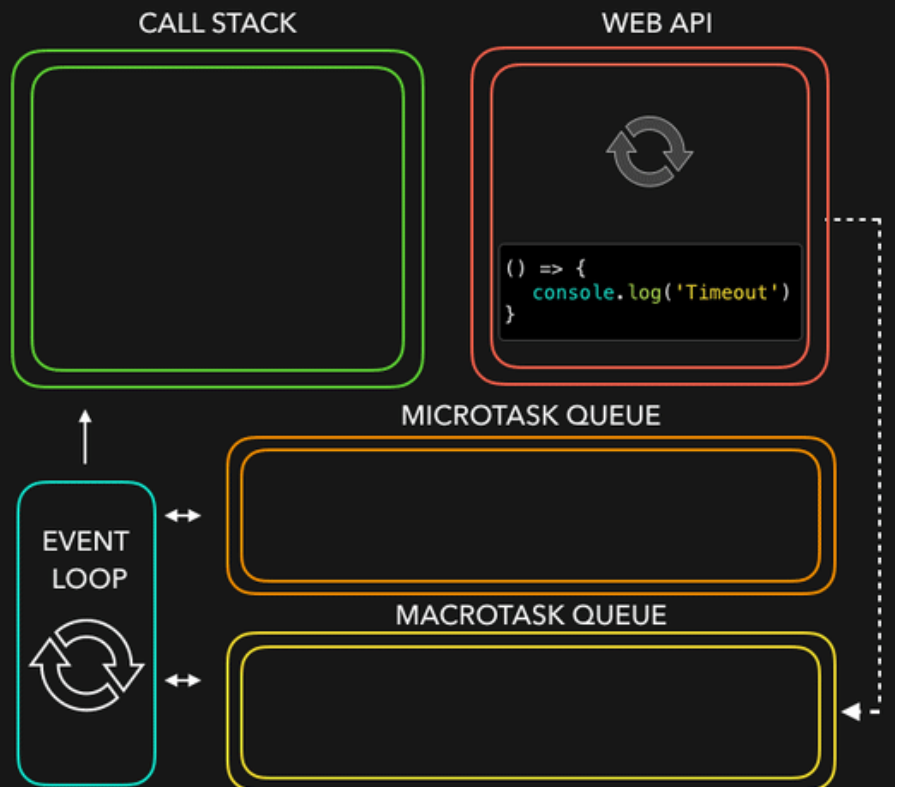 CALL STACK
WEB API
() => {
console.log('Timeout')
}
MICROTASK QUEUE
EVENT
LOOP
MACROTASK QUEUE